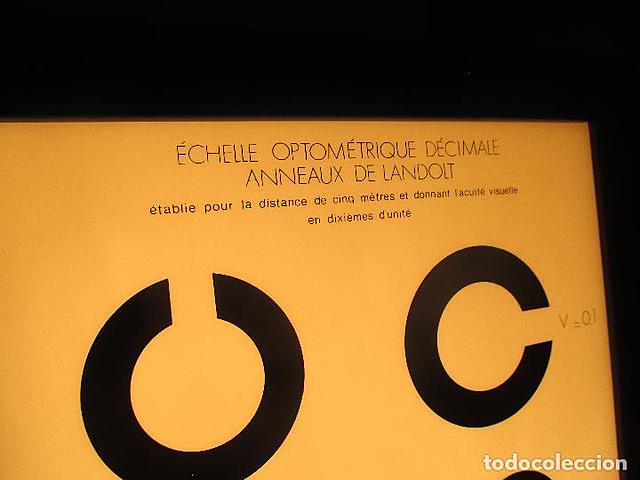 ÉCHELLE OPTOMÉTRIQUE DÉCIMALE
ANNEAUX DE LANDOLT
établie pour la distance de cinq mètres et donnant l'acuité visuelle
en dixièmes d'unité
V = 0.1
todocoleccion